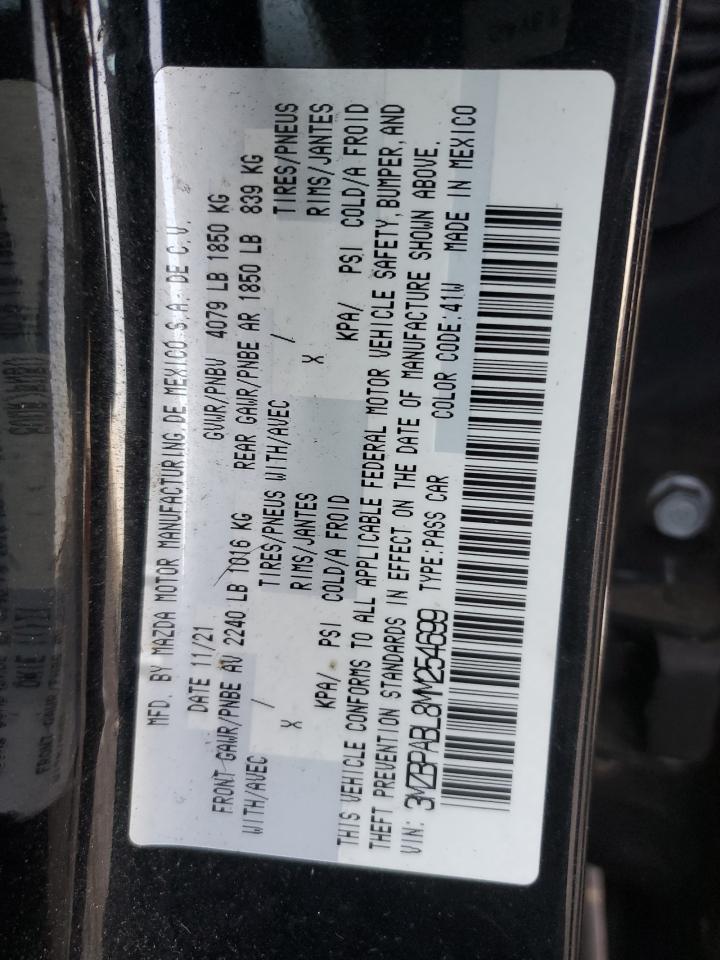 MFD. BY MAZDA MOTOR MANUFACTURING DE MEXICO S.A. DE C.V.
DATE 11/21 GVWR/PNBV 4079 LB 1850 KG
FRONT GAWR/PNBE AV 2240 LB 1016 KG REAR GAWR/PNBE AR 1850 LB 839 KG
WITH/AVEC / TIRES/PNEUS WITH/AVEC / TIRES/PNEUS
X RIMS/JANTES X RIMS/JANTES
KPA/ PSI COLD/A FROID KPA/ PSI COLD/A FROID
THIS VEHICLE CONFORMS TO ALL APPLICABLE FEDERAL MOTOR VEHICLE SAFETY, BUMPER, AND
THEFT PREVENTION STANDARDS IN EFFECT ON THE DATE OF MANUFACTURE SHOWN ABOVE.
VIN: 3MZBPABL8MM254699 TYPE:PASS CAR COLOR CODE:41W MADE IN MEXICO